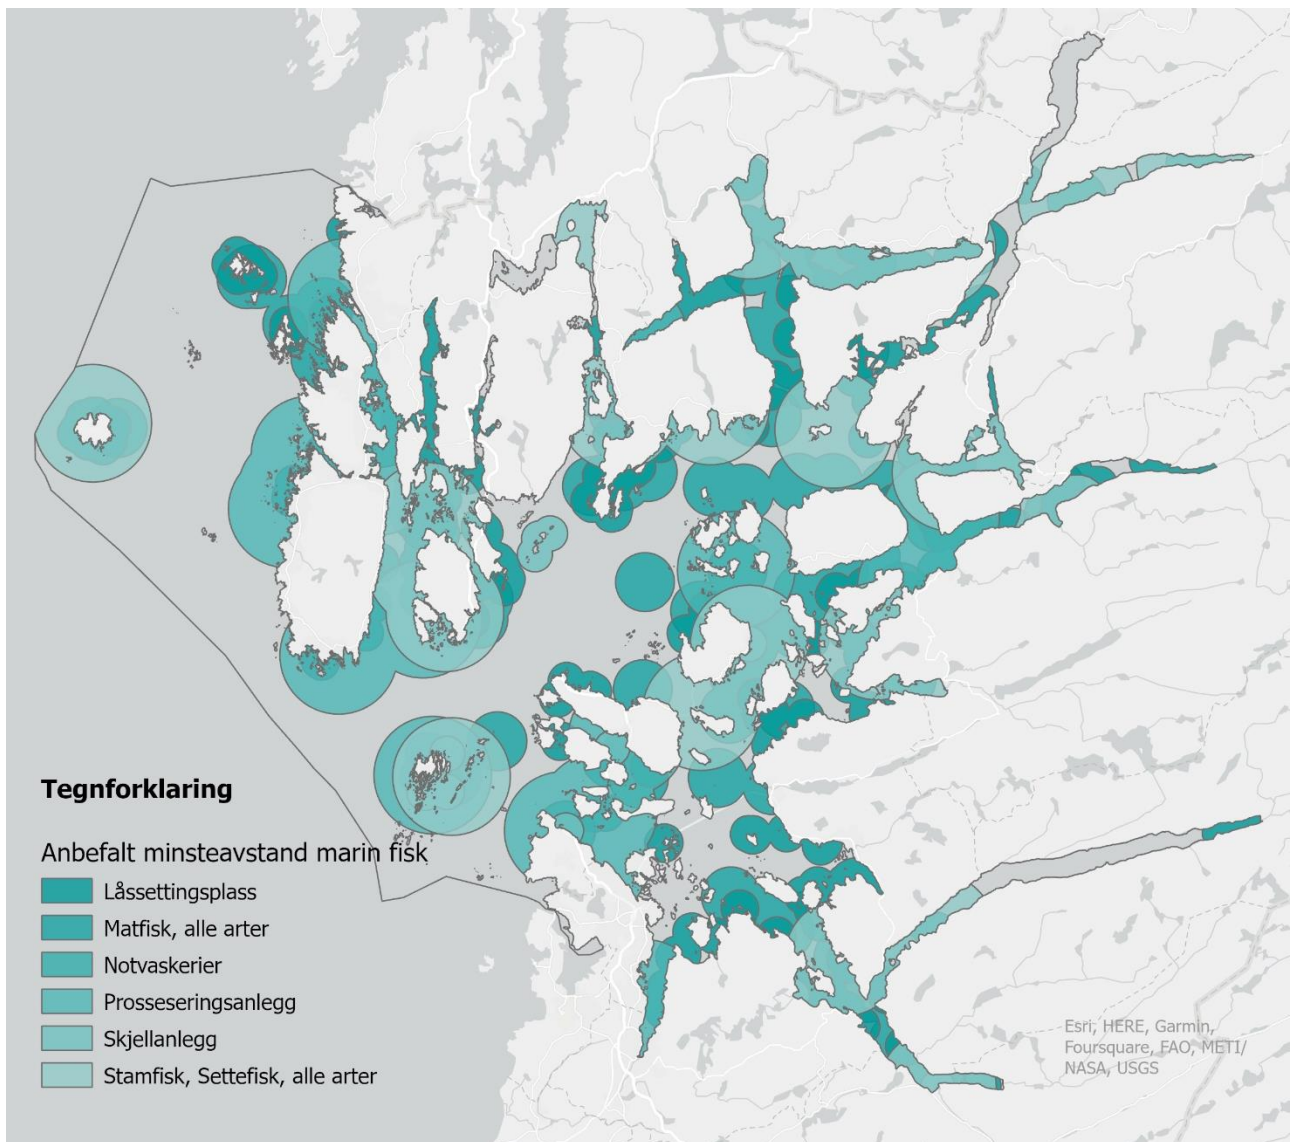 Tegnforklaring
Anbefalt minsteavstand marin fisk
Låssettingsplass
Matfisk, alle arter
Notvaskerier
Prosseseringsanlegg
Skjellanlegg
Stamfisk, Settefisk, alle arter
Esri, HERE, Garmin,
Foursquare, FAO, METI/
NASA, USGS